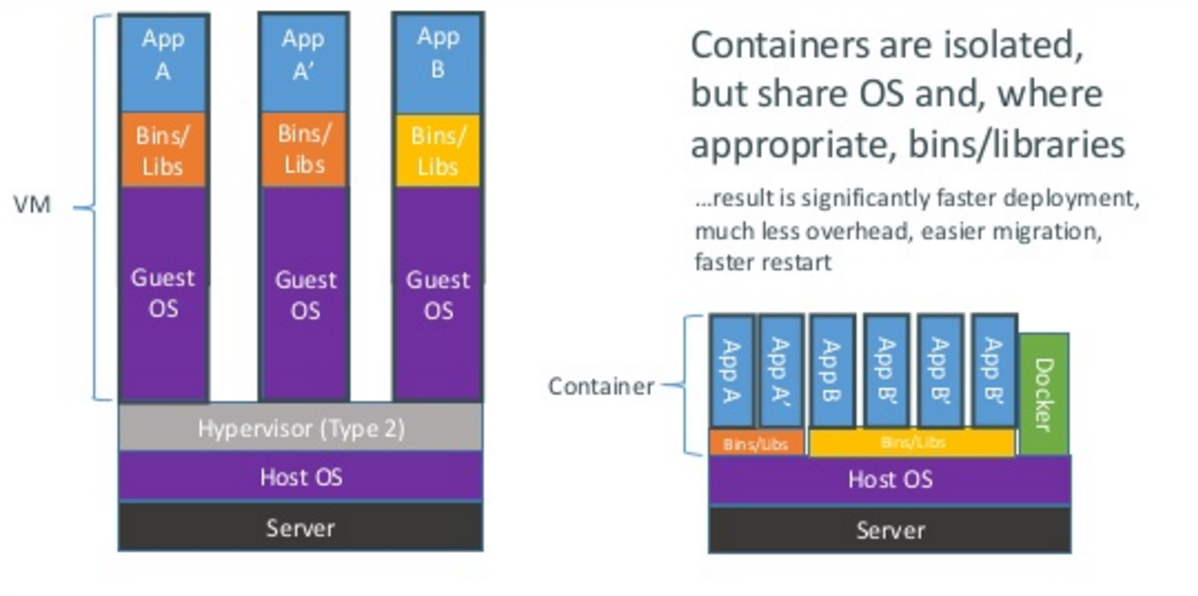 VM
App
A
Bins/
Libs
Guest
OS
App
A’
Bins/
Libs
Guest
OS
App
B
Bins/
Libs
Guest
OS
Hypervisor (Type 2)
Host OS
Server
Containers are isolated,
but share OS and, where
appropriate, bins/libraries
...result is significantly faster deployment,
much less overhead, easier migration,
faster restart
Container
App A
App A’
App B
App B’
App B’
App B’
Docker
Bins/Libs
Bins/Libs
Host OS
Server